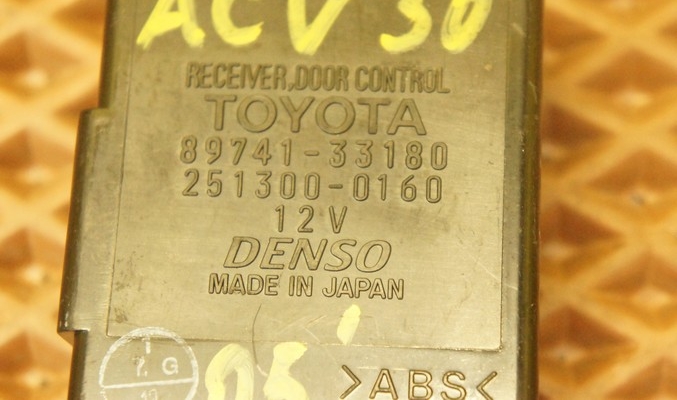 ACV 30
RECEIVER,DOOR CONTROL
TOYOTA
89741-33180
251300-0160
12V
DENSO
MADE IN JAPAN
05
>ABS<